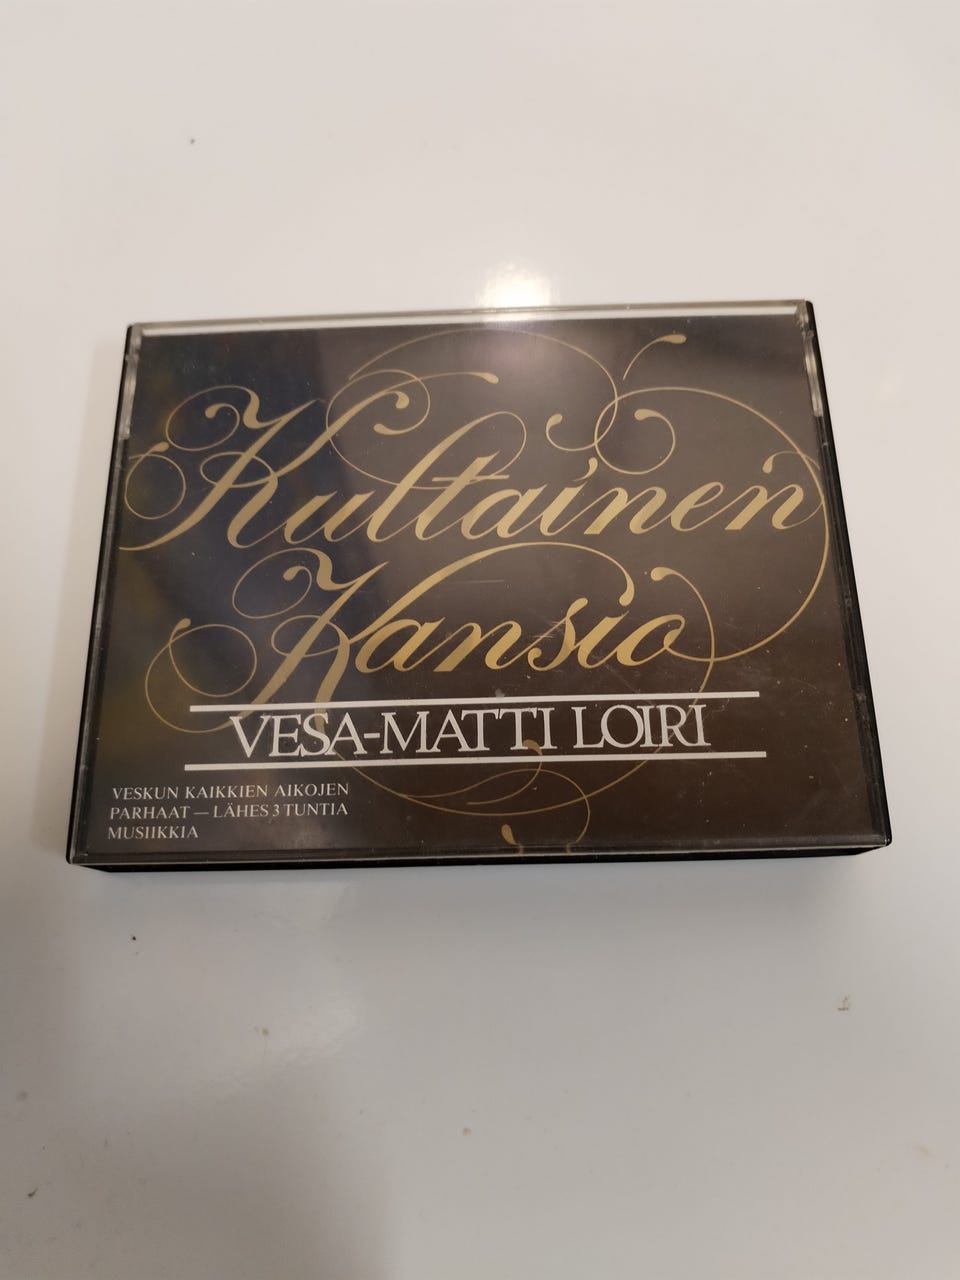 Kultainen
Kansio
VESA-MATTI LOIRI
VESKUN KAIKKIEN AIKOJEN
PARHAAT — LÄHES 3 TUNTIA
MUSIIKKIA